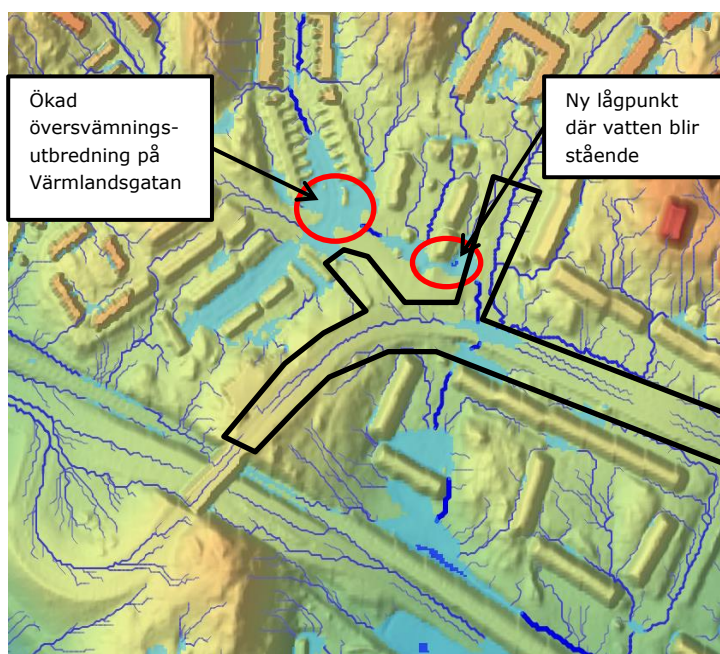 Ökad
översvämnings-
utbredning på
Värmlandsgatan
Ny lågpunkt
där vatten blir
stående